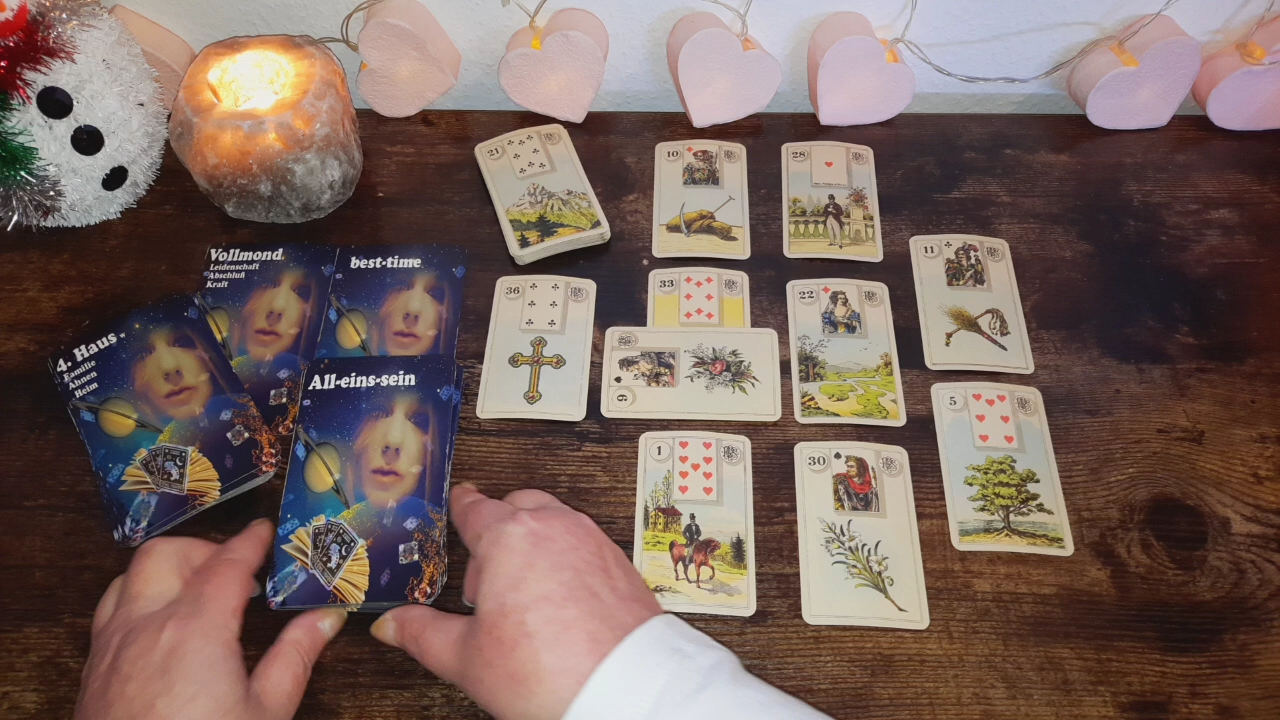 Vollmond
Leidenschaft
Abschluß
Kraft
best-time
4. Haus
Familie
Ahnen
Heim
All-eins-sein
21
10
28
11
36
33
22
9
5
1
30